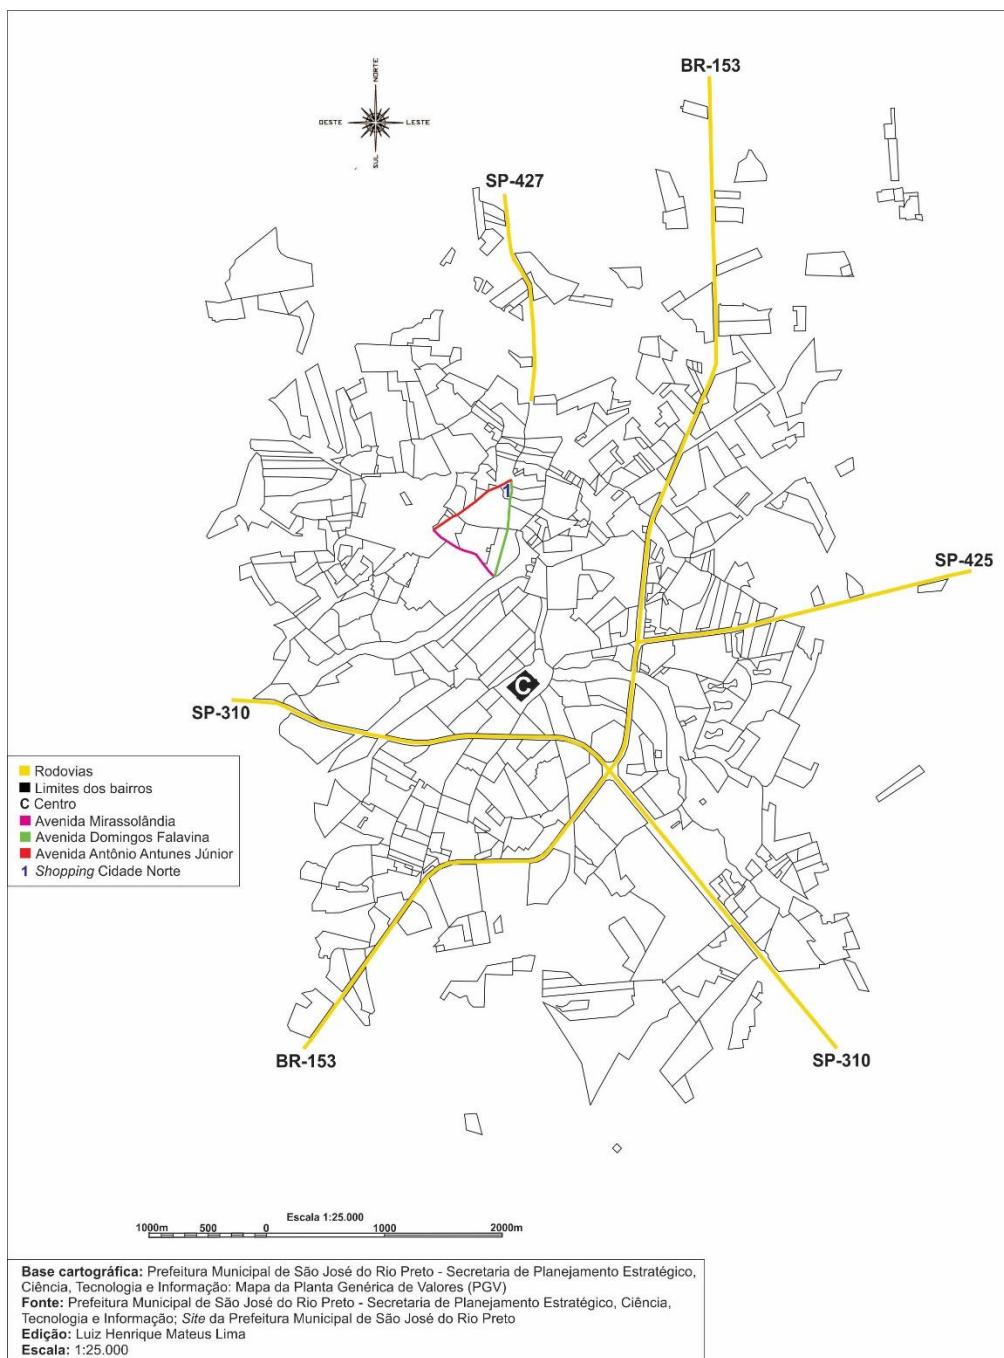 BR-153
NORTE
OESTE
LESTE
SUL
SP-427
1
SP-425
C
SP-310
Rodovias
Limites dos bairros
C Centro
Avenida Mirassolândia
Avenida Domingos Falavina
Avenida Antônio Antunes Júnior
1 Shopping Cidade Norte
BR-153
SP-310
Escala 1:25.000
1000m 500 0 1000 2000m
Base cartográfica: Prefeitura Municipal de São José do Rio Preto - Secretaria de Planejamento Estratégico,
Ciência, Tecnologia e Informação: Mapa da Planta Genérica de Valores (PGV)
Fonte: Prefeitura Municipal de São José do Rio Preto - Secretaria de Planejamento Estratégico, Ciência,
Tecnologia e Informação; Site da Prefeitura Municipal de São José do Rio Preto
Edição: Luiz Henrique Mateus Lima
Escala: 1:25.000